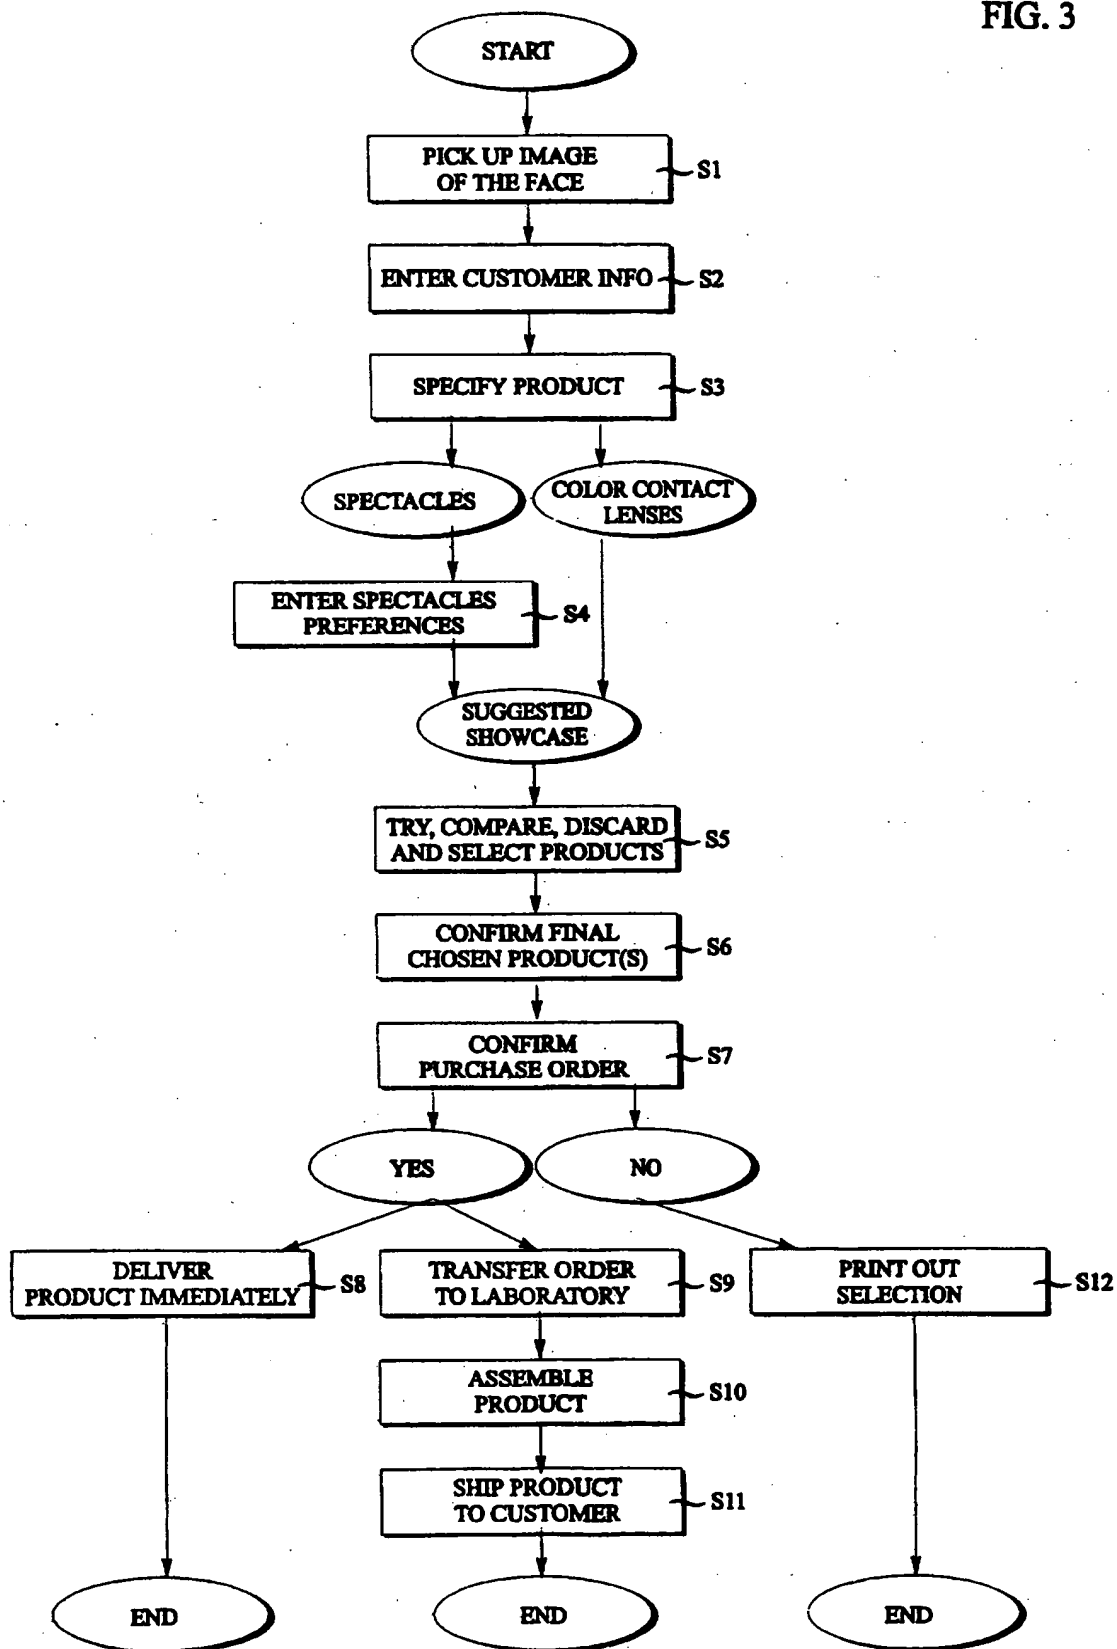 FIG. 3
START
PICK UP IMAGE
OF THE FACE
S1
ENTER CUSTOMER INFO
S2
SPECIFY PRODUCT
S3
SPECTACLES
COLOR CONTACT
LENSES
ENTER SPECTACLES
PREFERENCES
S4
SUGGESTED
SHOWCASE
TRY, COMPARE, DISCARD
AND SELECT PRODUCTS
S5
CONFIRM FINAL
CHOSEN PRODUCT(S)
S6
CONFIRM
PURCHASE ORDER
S7
YES
NO
DELIVER
PRODUCT IMMEDIATELY
S8
TRANSFER ORDER
TO LABORATORY
S9
PRINT OUT
SELECTION
S12
ASSEMBLE
PRODUCT
S10
SHIP PRODUCT
TO CUSTOMER
S11
END
END
END